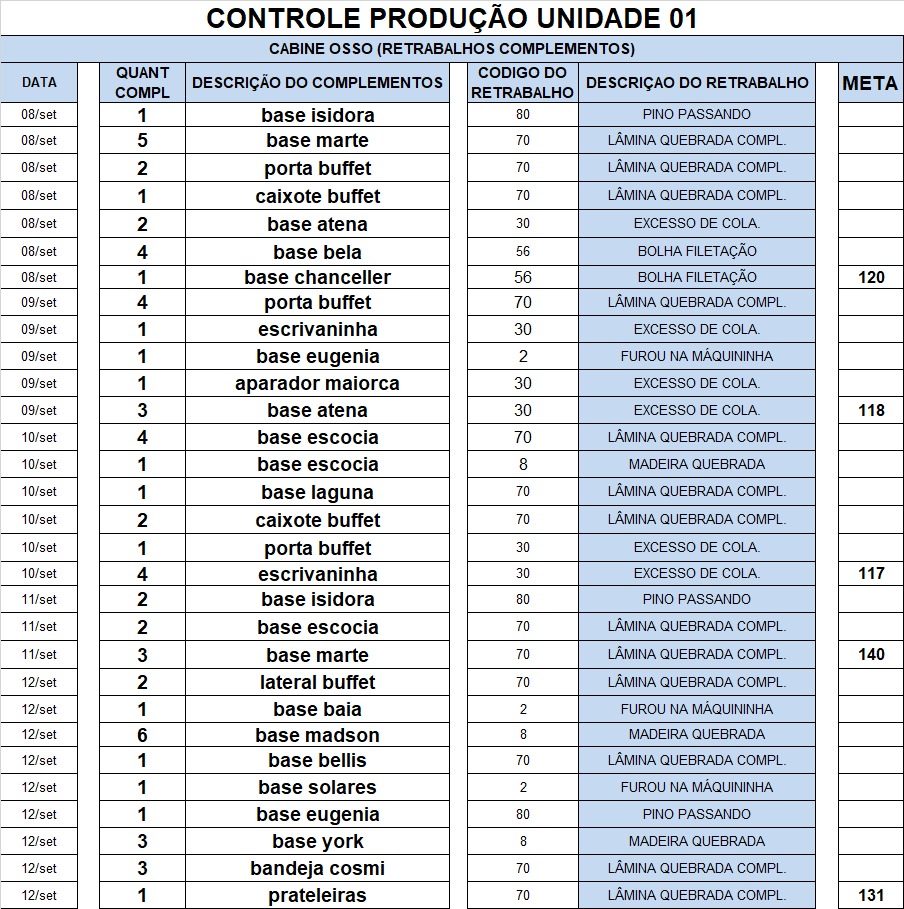 CONTROLE PRODUÇÃO UNIDADE 01
CABINE OSSO (RETRABALHOS COMPLEMENTOS)
DATA QUANT COMPL DESCRIÇÃO DO COMPLEMENTOS CODIGO DO RETRABALHO DESCRIÇAO DO RETRABALHO META
08/set 1 base isidora 80 PINO PASSANDO
08/set 5 base marte 70 LÂMINA QUEBRADA COMPL.
08/set 2 porta buffet 70 LÂMINA QUEBRADA COMPL.
08/set 1 caixote buffet 70 LÂMINA QUEBRADA COMPL.
08/set 2 base atena 30 EXCESSO DE COLA.
08/set 4 base bela 56 BOLHA FILETAÇÃO
08/set 1 base chanceller 56 BOLHA FILETAÇÃO 120
09/set 4 porta buffet 70 LÂMINA QUEBRADA COMPL.
09/set 1 escrivaninha 30 EXCESSO DE COLA.
09/set 1 base eugenia 2 FUROU NA MÁQUININHA
09/set 1 aparador maiorca 30 EXCESSO DE COLA.
09/set 3 base atena 30 EXCESSO DE COLA. 118
10/set 4 base escocia 70 LÂMINA QUEBRADA COMPL.
10/set 1 base escocia 8 MADEIRA QUEBRADA
10/set 1 base laguna 70 LÂMINA QUEBRADA COMPL.
10/set 2 caixote buffet 70 LÂMINA QUEBRADA COMPL.
10/set 1 porta buffet 30 EXCESSO DE COLA.
10/set 4 escrivaninha 30 EXCESSO DE COLA. 117
11/set 2 base isidora 80 PINO PASSANDO
11/set 2 base escocia 70 LÂMINA QUEBRADA COMPL.
11/set 3 base marte 70 LÂMINA QUEBRADA COMPL. 140
12/set 2 lateral buffet 70 LÂMINA QUEBRADA COMPL.
12/set 1 base baia 2 FUROU NA MÁQUININHA
12/set 6 base madson 8 MADEIRA QUEBRADA
12/set 1 base bellis 70 LÂMINA QUEBRADA COMPL.
12/set 1 base solares 2 FUROU NA MÁQUININHA
12/set 1 base eugenia 80 PINO PASSANDO
12/set 3 base york 8 MADEIRA QUEBRADA
12/set 3 bandeja cosmi 70 LÂMINA QUEBRADA COMPL.
12/set 1 prateleiras 70 LÂMINA QUEBRADA COMPL. 131